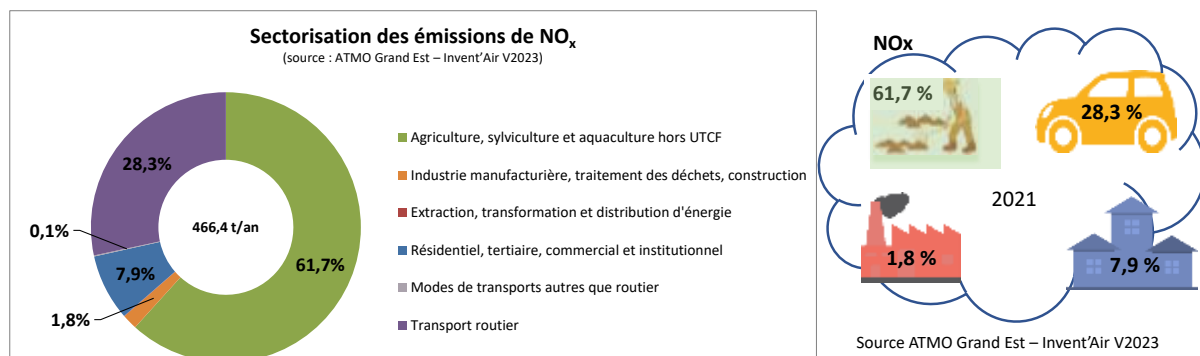 Sectorisation des émissions de NOx
(source : ATMO Grand Est – Invent'Air V2023)
28,3%
0,1%
7,9%
1,8%
466,4 t/an
61,7%
Agriculture, sylviculture et aquaculture hors UTCF
Industrie manufacturière, traitement des déchets, construction
Extraction, transformation et distribution d'énergie
Résidentiel, tertiaire, commercial et institutionnel
Modes de transports autres que routier
Transport routier
NOx
61,7 %
28,3 %
2021
1,8 %
7,9 %
Source ATMO Grand Est – Invent'Air V2023